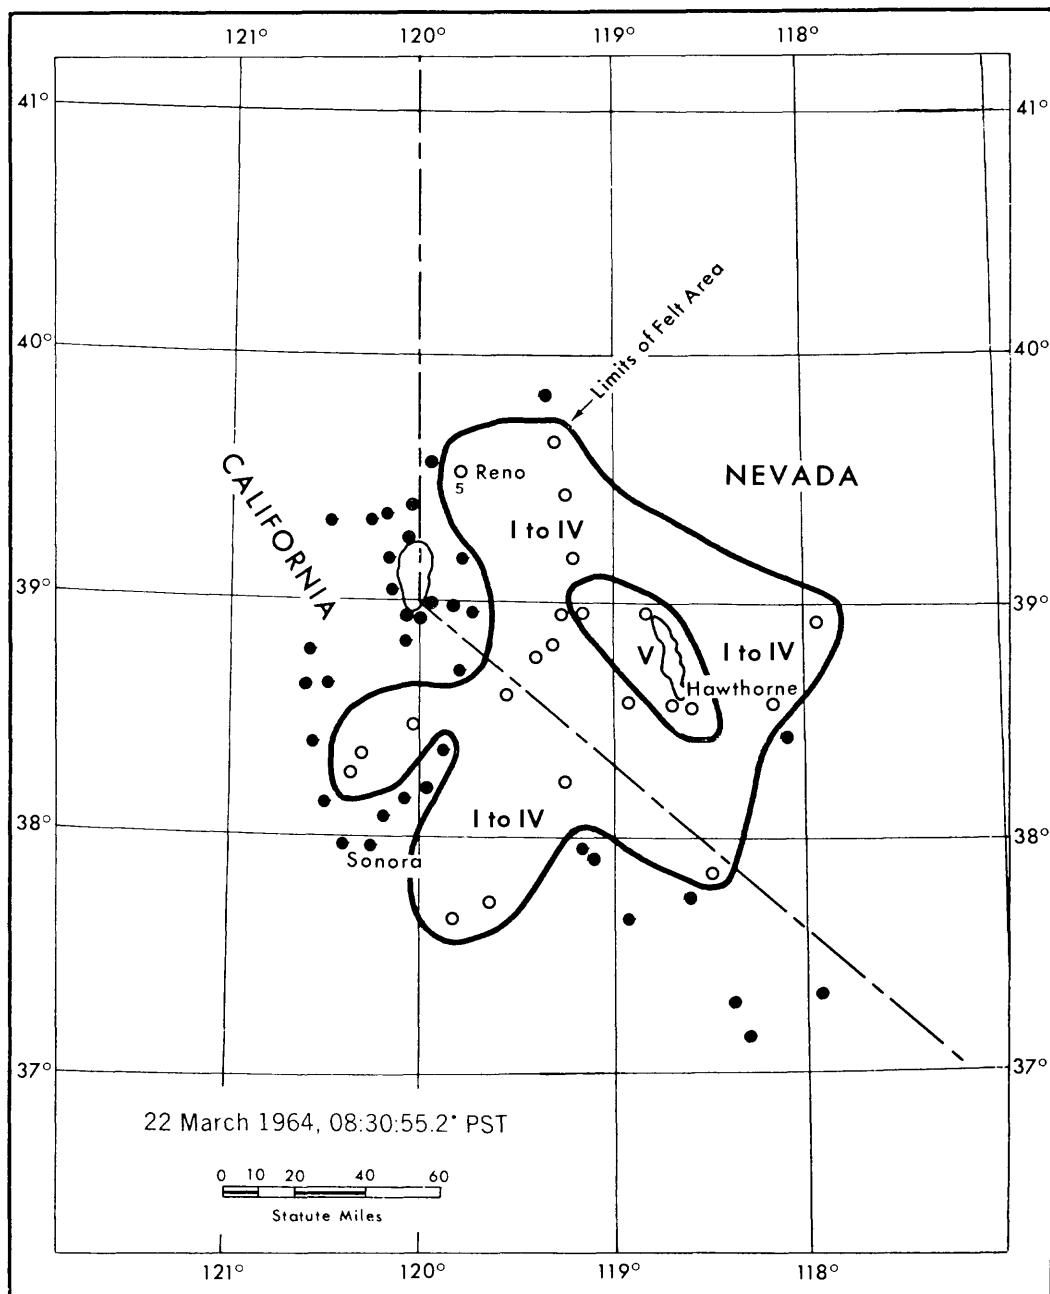 121° 120° 119° 118°
41° 41°
40° 40°
Limits of Felt Area
CALIFORNIA
NEVADA
Reno
5
I to IV
39° 39°
V
I to IV
Hawthorne
I to IV
38° 38°
Sonora
37° 37°
22 March 1964, 08:30:55.2* PST
0 10 20 40 60
Statute Miles
121° 120° 119° 118°